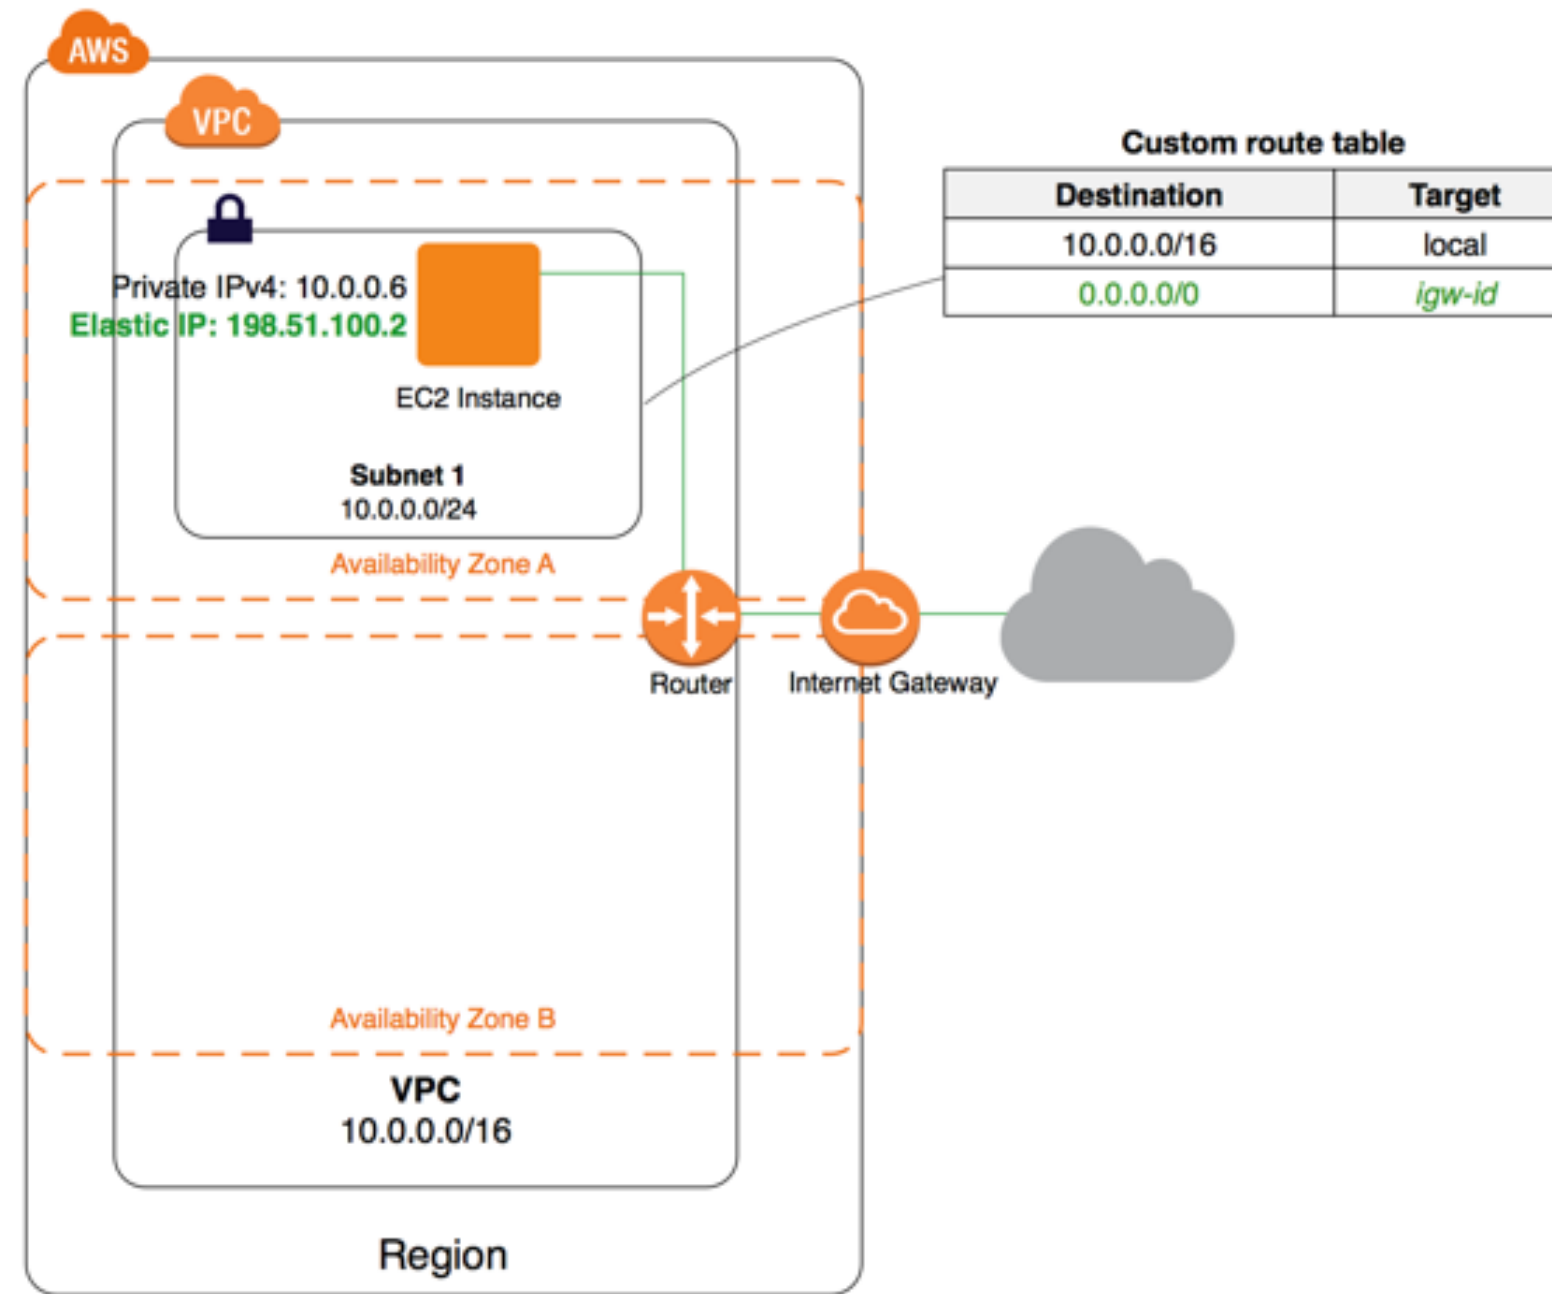 AWS
VPC
Custom route table
Destination Target
10.0.0.0/16 local
0.0.0.0/0 igw-id
Private IPv4: 10.0.0.6
Elastic IP: 198.51.100.2
EC2 Instance
Subnet 1
10.0.0.0/24
Availability Zone A
Router
Internet Gateway
Availability Zone B
VPC
10.0.0.0/16
Region